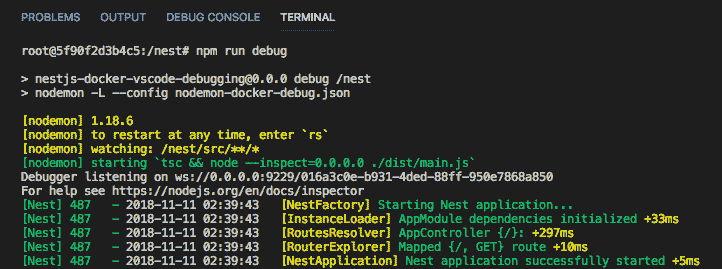 PROBLEMS OUTPUT DEBUG CONSOLE TERMINAL
root@5f90f2d3b4c5:/nest# npm run debug
> nestjs-docker-vscode-debugging@0.0.0 debug /nest
> nodemon -L --config nodemon-docker-debug.json
[nodemon] 1.18.6
[nodemon] to restart at any time, enter `rs`
[nodemon] watching: /nest/src/**/*
[nodemon] starting `tsc && node --inspect=0.0.0.0 ./dist/main.js`
Debugger listening on ws://0.0.0.0:9229/016a3c0e-b931-4ded-88ff-950e7868a850
For help see https://nodejs.org/en/docs/inspector
[Nest] 487 - 2018-11-11 02:39:43 [NestFactory] Starting Nest application...
[Nest] 487 - 2018-11-11 02:39:43 [InstanceLoader] AppModule dependencies initialized +33ms
[Nest] 487 - 2018-11-11 02:39:43 [RoutesResolver] AppController {/}: +297ms
[Nest] 487 - 2018-11-11 02:39:43 [RouterExplorer] Mapped {/, GET} route +10ms
[Nest] 487 - 2018-11-11 02:39:43 [NestApplication] Nest application successfully started +5ms